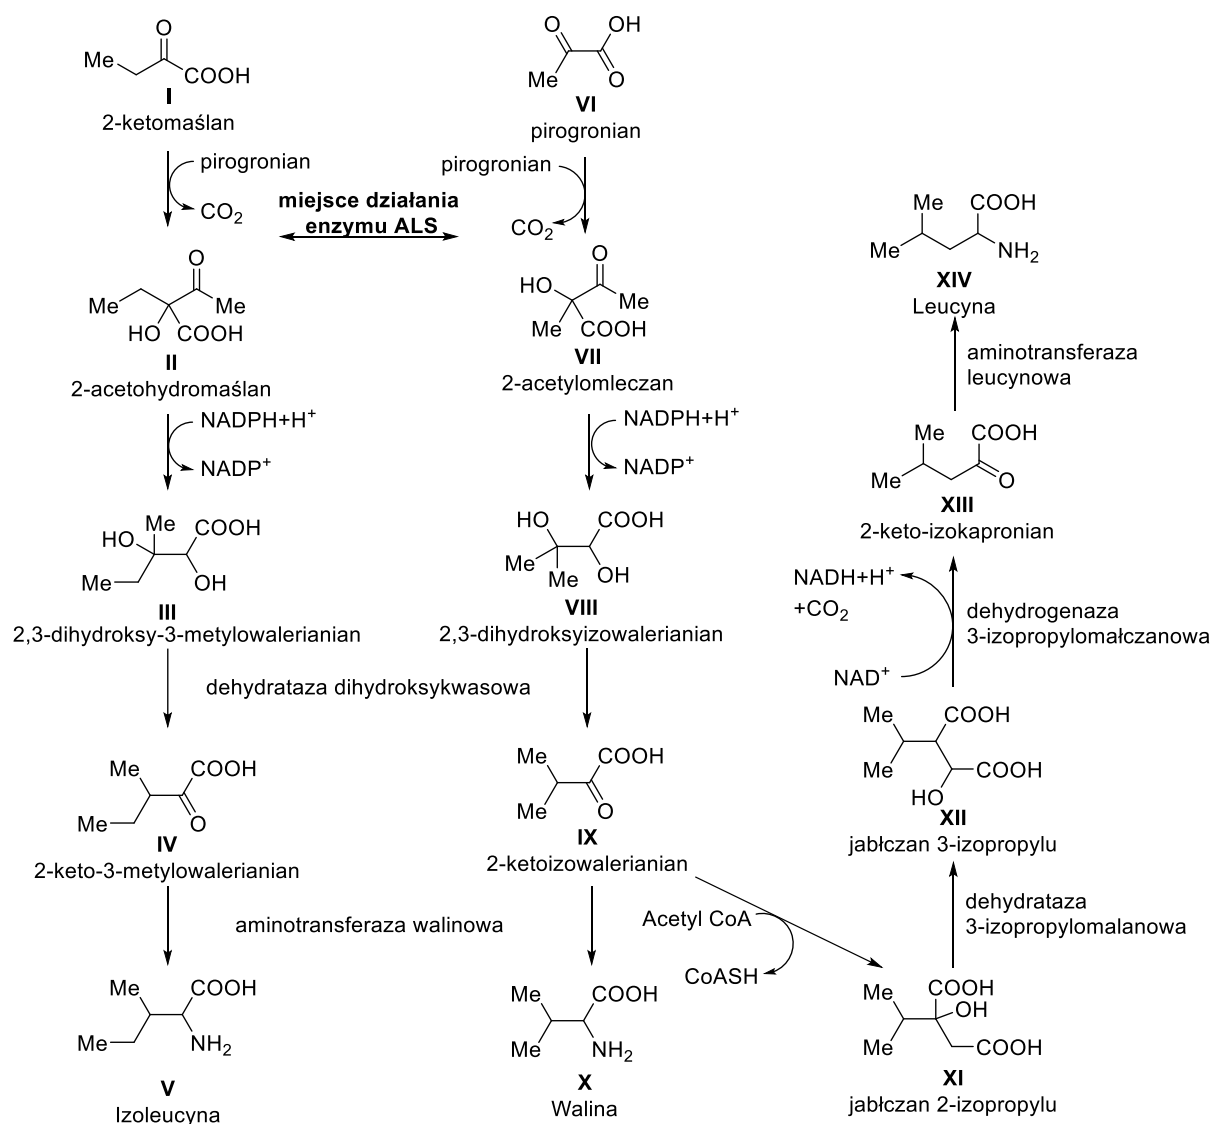 O
Me
COOH
I
2-ketomaślan
pirogronian
CO2
O
Me
HO COOH
Me
II
2-acetohydromaślan
NADPH+H+
NADP+
Me COOH
HO
Me
OH
III
2,3-dihydroksy-3-metylowalerianian
dehydrataza dihydroksykwasowa
Me COOH
Me
O
IV
2-keto-3-metylowalerianian
aminotransferaza walinowa
Me COOH
Me
NH2
V
Izoleucyna
miejsce działania
enzymu ALS
O OH
Me O
VI
pirogronian
pirogronian
CO2
O
HO
Me
Me COOH
VII
2-acetylomleczan
NADPH+H+
NADP+
HO COOH
Me
Me OH
VIII
2,3-dihydroksyizowalerianian
Me COOH
Me O
IX
2-ketoizowalerianian
Me COOH
Me NH2
X
Walina
Acetyl CoA
CoASH
Me COOH
Me NH2
XIV
Leucyna
aminotransferaza
leucynowa
Me COOH
Me O
XIII
2-keto-izokapronian
NADH+H+
+CO2
NAD+
dehydrogenaza
3-izopropylomałczanowa
Me COOH
Me
COOH
HO
XII
jabłczan 3-izopropylu
dehydrataza
3-izopropylomalanowa
COOH
Me
OH
Me
COOH
XI
jabłczan 2-izopropylu